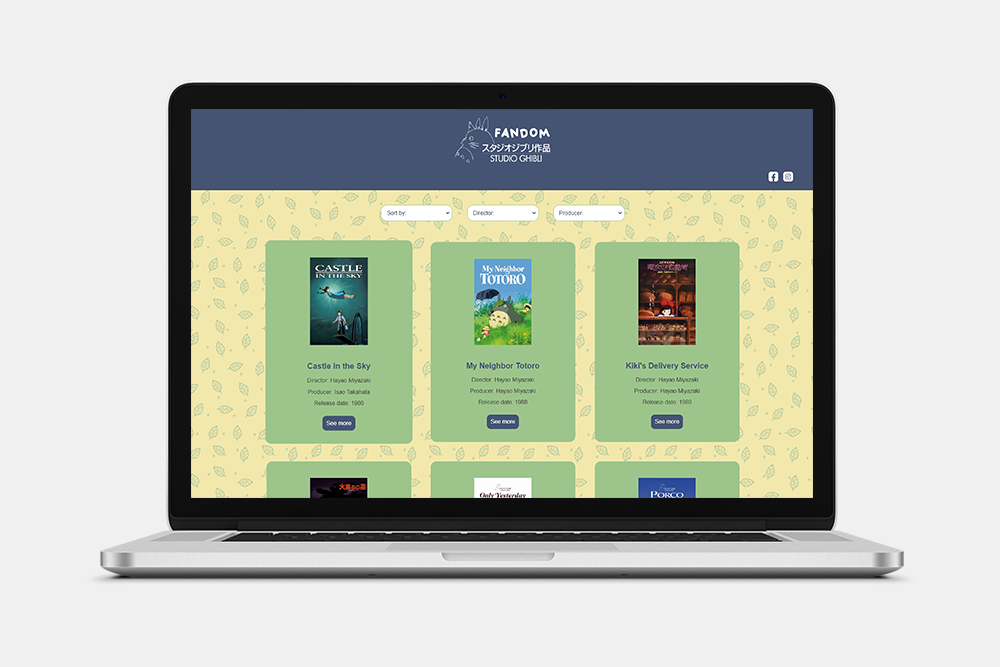 FANDOM
スタジオジブリ作品
STUDIO GHIBLI
Sort by:
Director:
Producer:
CASTLE
IN THE SKY
My Neighbor
TOTORO
Castle in the Sky
Director: Hayao Miyazaki
Producer: Isao Takahata
Release date: 1986
See more
My Neighbor Totoro
Director: Hayao Miyazaki
Producer: Hayao Miyazaki
Release date: 1988
See more
Kiki's Delivery Service
Director: Hayao Miyazaki
Producer: Hayao Miyazaki
Release date: 1989
See more
Only Yesterday
PORCO